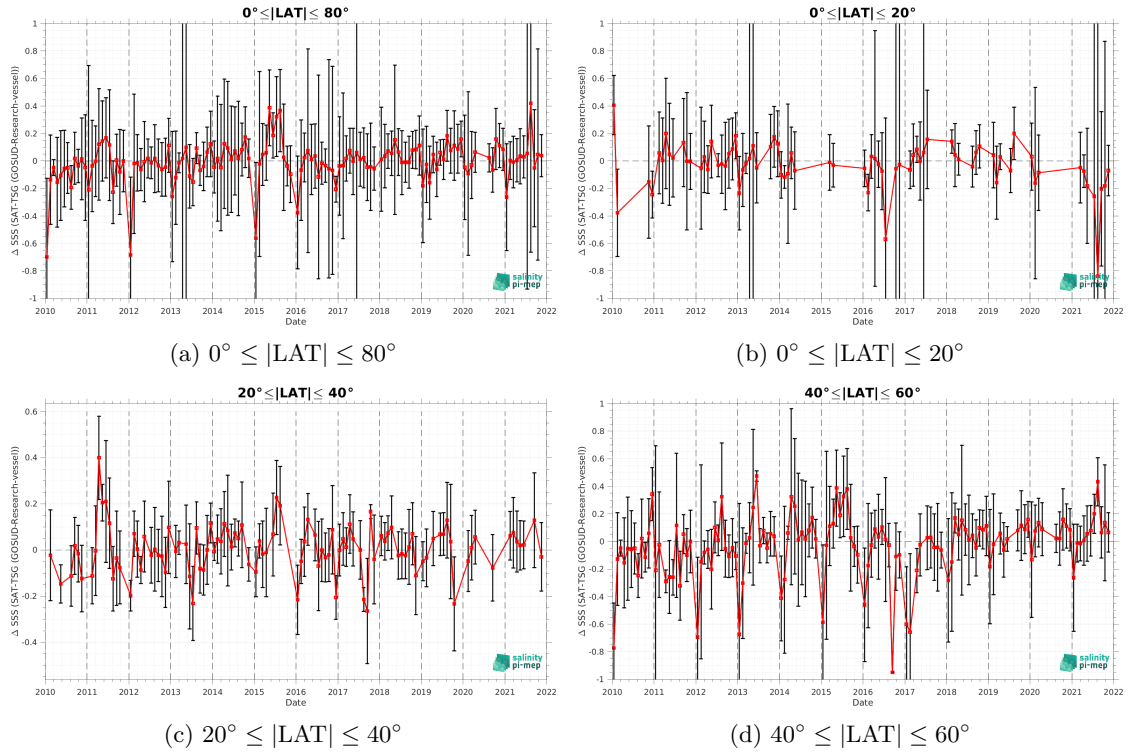 0°≤|LAT|≤ 80°
1
0.8
0.6
0.4
0.2
0
-0.2
-0.4
-0.6
-0.8
-1
Δ SSS (SAT-TSG (GOSUD-Research-vessel))
2010 2011 2012 2013 2014 2015 2016 2017 2018 2019 2020 2021 2022
Date
salinity
pi-mep
(a) 0° ≤ |LAT| ≤ 80°
0°≤|LAT|≤ 20°
1
0.8
0.6
0.4
0.2
0
-0.2
-0.4
-0.6
-0.8
-1
Δ SSS (SAT-TSG (GOSUD-Research-vessel))
2010 2011 2012 2013 2014 2015 2016 2017 2018 2019 2020 2021 2022
Date
salinity
pi-mep
(b) 0° ≤ |LAT| ≤ 20°
20°≤|LAT|≤ 40°
0.6
0.4
0.2
0
-0.2
-0.4
Δ SSS (SAT-TSG (GOSUD-Research-vessel))
2010 2011 2012 2013 2014 2015 2016 2017 2018 2019 2020 2021 2022
Date
salinity
pi-mep
(c) 20° ≤ |LAT| ≤ 40°
40°≤|LAT|≤ 60°
1
0.8
0.6
0.4
0.2
0
-0.2
-0.4
-0.6
-0.8
-1
Δ SSS (SAT-TSG (GOSUD-Research-vessel))
2010 2011 2012 2013 2014 2015 2016 2017 2018 2019 2020 2021 2022
Date
salinity
pi-mep
(d) 40° ≤ |LAT| ≤ 60°